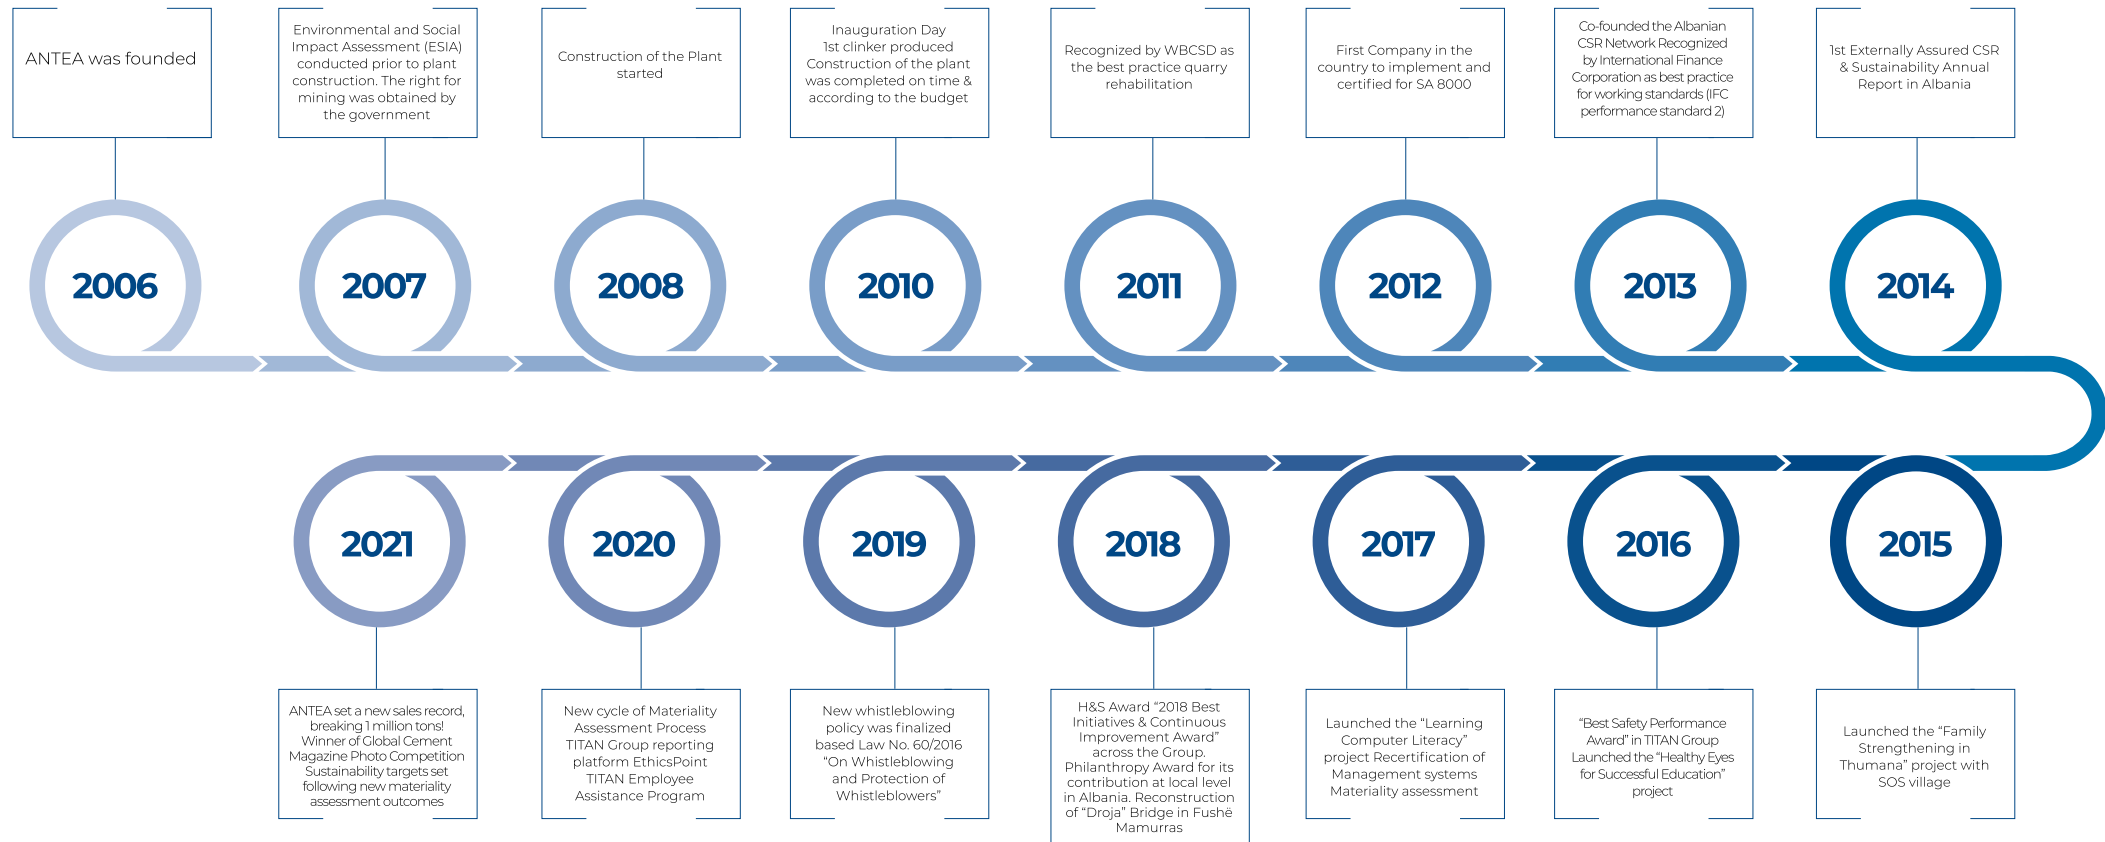 ANTEA was founded
2006
Environmental and Social
Impact Assessment (ESIA)
conducted prior to plant
construction. The right for
mining was obtained by
the government
2007
Construction of the Plant
started
2008
Inauguration Day
1st clinker produced
Construction of the plant
was completed on time &
according to the budget
2010
Recognized by WBCSD as
the best practice quarry
rehabilitation
2011
First Company in the
country to implement and
certified for SA 8000
2012
Co-founded the Albanian
CSR Network Recognized
by International Finance
Corporation as best practice
for working standards (IFC
performance standard 2)
2013
1st Externally Assured CSR
& Sustainability Annual
Report in Albania
2014
2015
Launched the “Family
Strengthening in
Thumana” project with
SOS village
2016
“Best Safety Performance
Award” in TITAN Group
Launched the “Healthy Eyes
for Successful Education”
project
2017
Launched the “Learning
Computer Literacy”
project Recertification of
Management systems
Materiality assessment
2018
H&S Award “2018 Best
Initiatives & Continuous
Improvement Award”
across the Group.
Philanthropy Award for its
contribution at local level
in Albania. Reconstruction
of “Droja” Bridge in Fushë
Mamurras
2019
New whistleblowing
policy was finalized
based Law No. 60/2016
“On Whistleblowing
and Protection of
Whistleblowers”
2020
New cycle of Materiality
Assessment Process
TITAN Group reporting
platform EthicsPoint
TITAN Employee
Assistance Program
2021
ANTEA set a new sales record,
breaking 1 million tons!
Winner of Global Cement
Magazine Photo Competition
Sustainability targets set
following new materiality
assessment outcomes